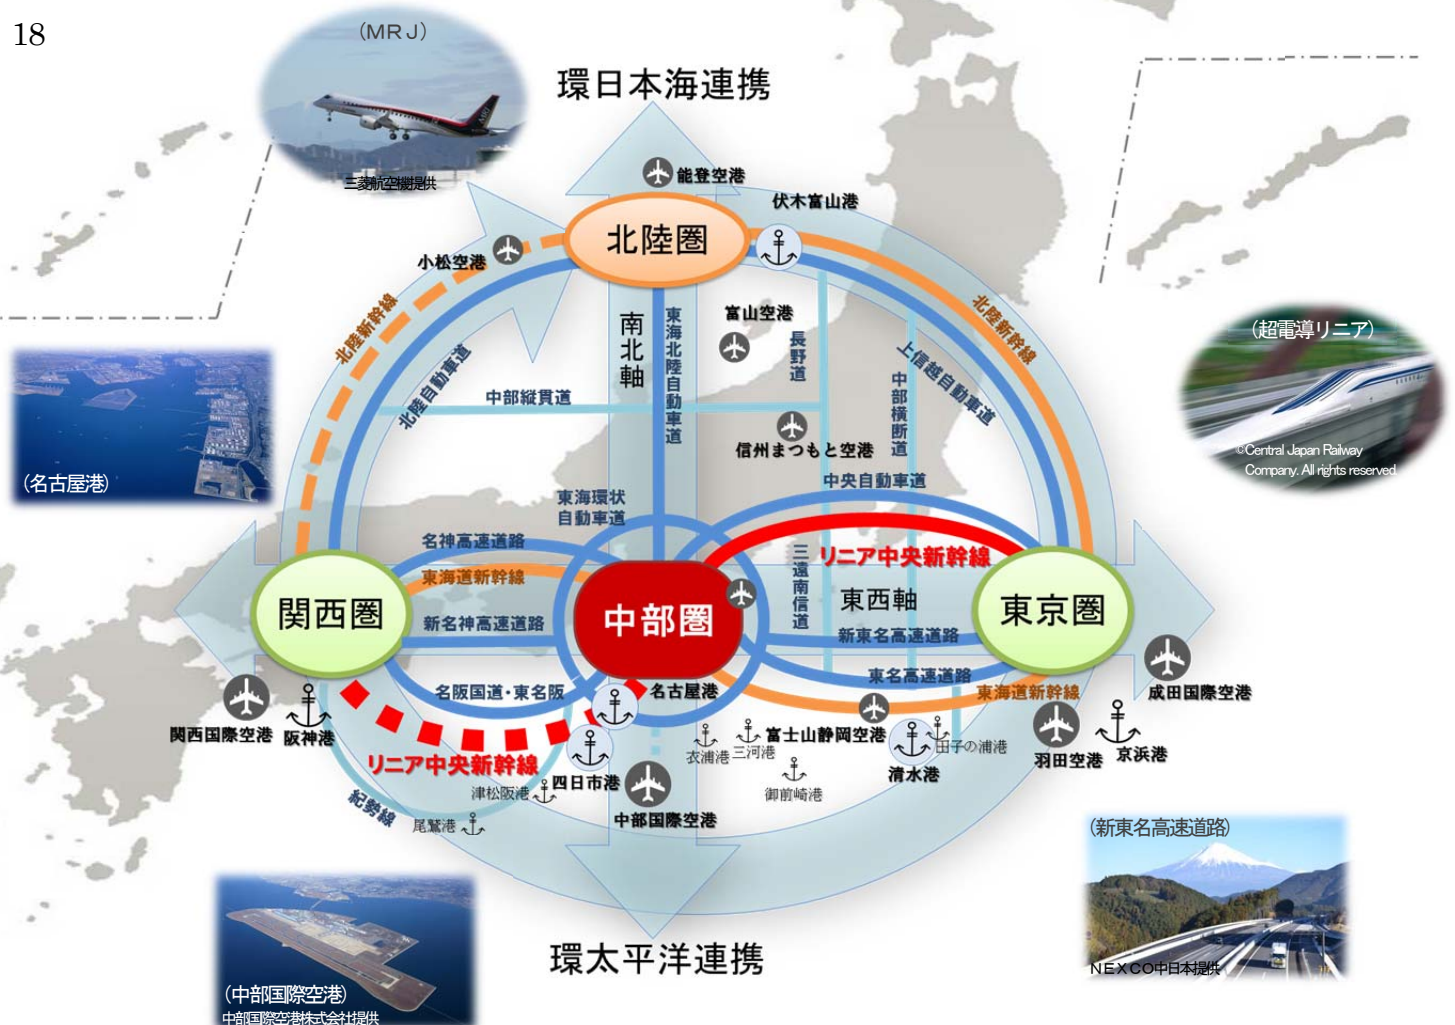 18
(MRJ)
三菱航空機提供
環日本海連携
能登空港
伏木富山港
北陸圏
小松空港
北陸新幹線
北陸自動車道
南北軸
東海北陸自動車道
富山空港
長野道
中部横断道
上信越自動車道
北陸新幹線
(超電導リニア)
©Central Japan Railway
Company. All rights reserved.
中部縦貫道
信州まつもと空港
(名古屋港)
東海環状
自動車道
中央自動車道
名神高速道路
東海道新幹線
新名神高速道路
名阪国道・東名阪
リニア中央新幹線
三遠南信道
東西軸
新東名高速道路
東名高速道路
東海道新幹線
関西圏
中部圏
東京圏
関西国際空港
阪神港
リニア中央新幹線
紀勢線
津松阪港
尾鷲港
四日市港
名古屋港
中部国際空港
衣浦港
三河港
富士山静岡空港
御前崎港
清水港
田子の浦港
羽田空港
京浜港
成田国際空港
環太平洋連携
(中部国際空港)
中部国際空港株式会社提供
(新東名高速道路)
NEXCO中日本提供